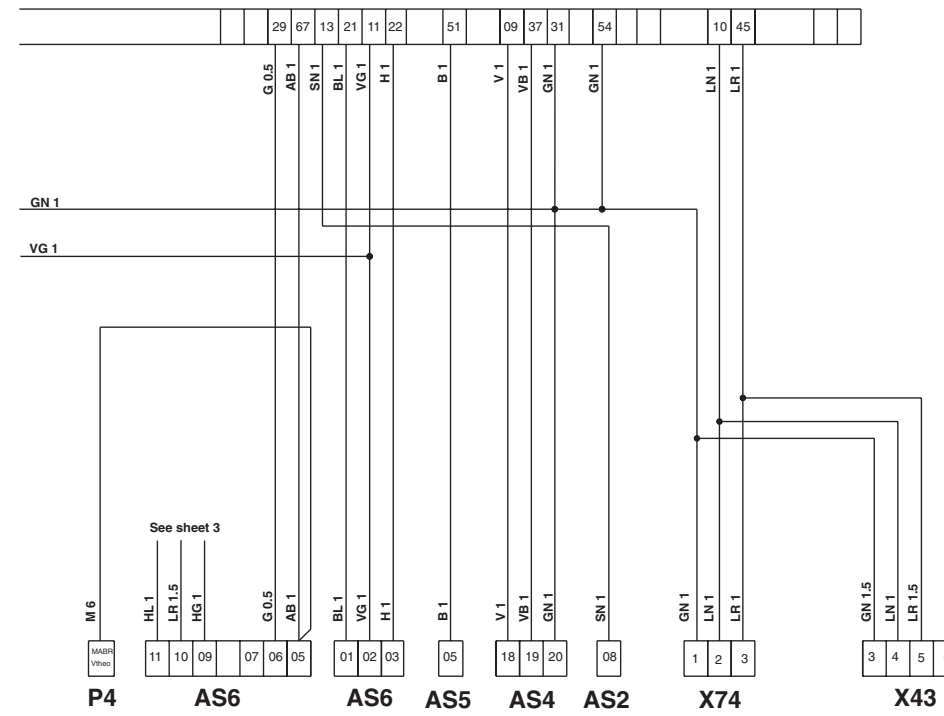 29 67 13 21 11 22 51 09 37 31 54 10 45
G 0.5 AB 1 SN 1 BL 1 VG 1 H 1 B 1 V 1 VB 1 GN 1 GN 1 LN 1 LR 1
GN 1
VG 1
See sheet 3
M 6 HL 1 LR 1.5 HG 1 G 0.5 AB 1 BL 1 VG 1 H 1 B 1 V 1 VB 1 GN 1 SN 1 GN 1 LN 1 LR 1 GN 1.5 LN 1 LR 1.5
MABR
Vtheo
11 10 09 07 06 05 01 02 03 05 18 19 20 08 1 2 3 3 4 5
P4 AS6 AS6 AS5 AS4 AS2 X74 X43